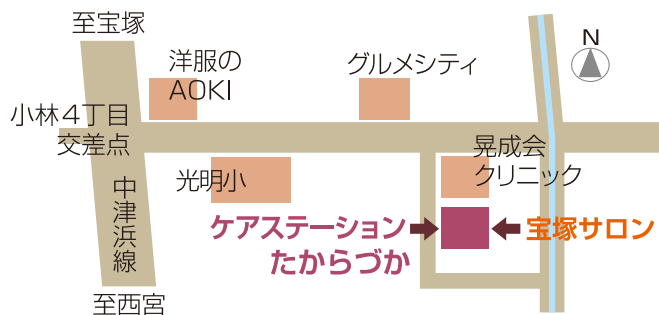 至宝塚
洋服の
AOKI
グルメシティ
N
小林4丁目
交差点
晃成会
クリニック
光明小
中津浜線
ケアステーション
たからづか
宝塚サロン
至西宮